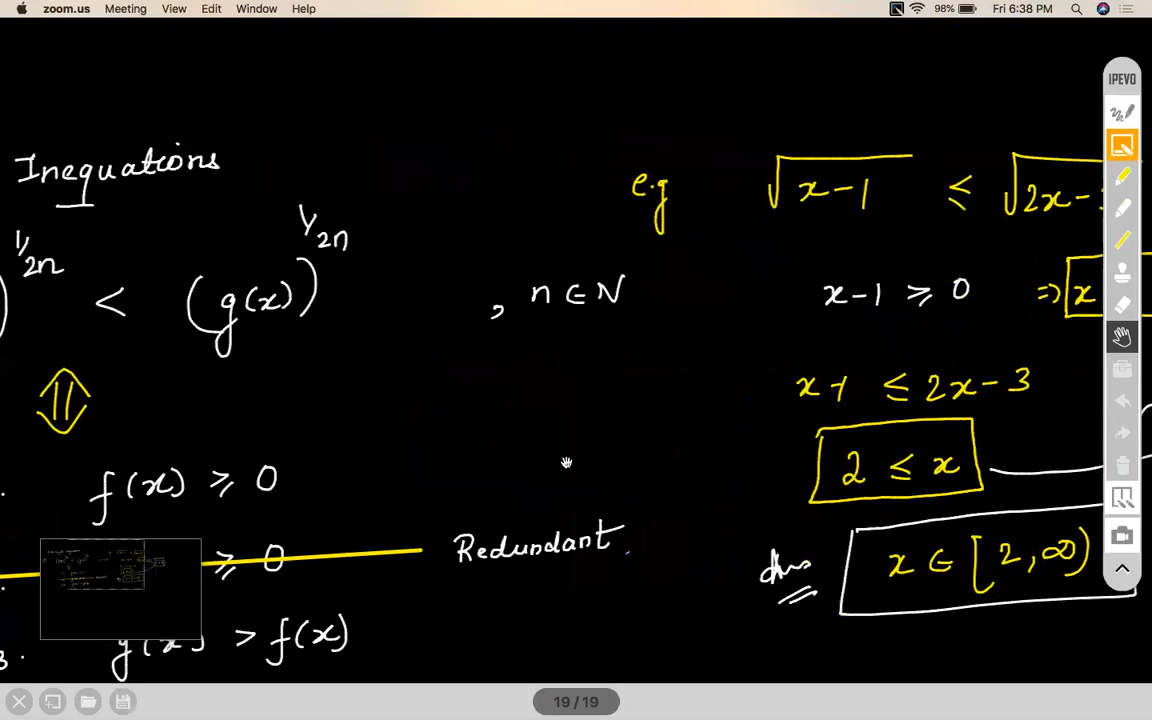 zoom.us Meeting View Edit Window Help 98% Fri 6:38 PM
IPEVO
Inequations
)^1/2n < (g(x))^1/2n , n ∈ N
⇕
f(x) ≥ 0
≥ 0 Redundant.
3. g(x) > f(x)
e.g √x-1 ≤ √2x-
x-1 ≥ 0 ⇒ x
x-1 ≤ 2x-3
2 ≤ x
x ∈ [2, ∞)
19 / 19